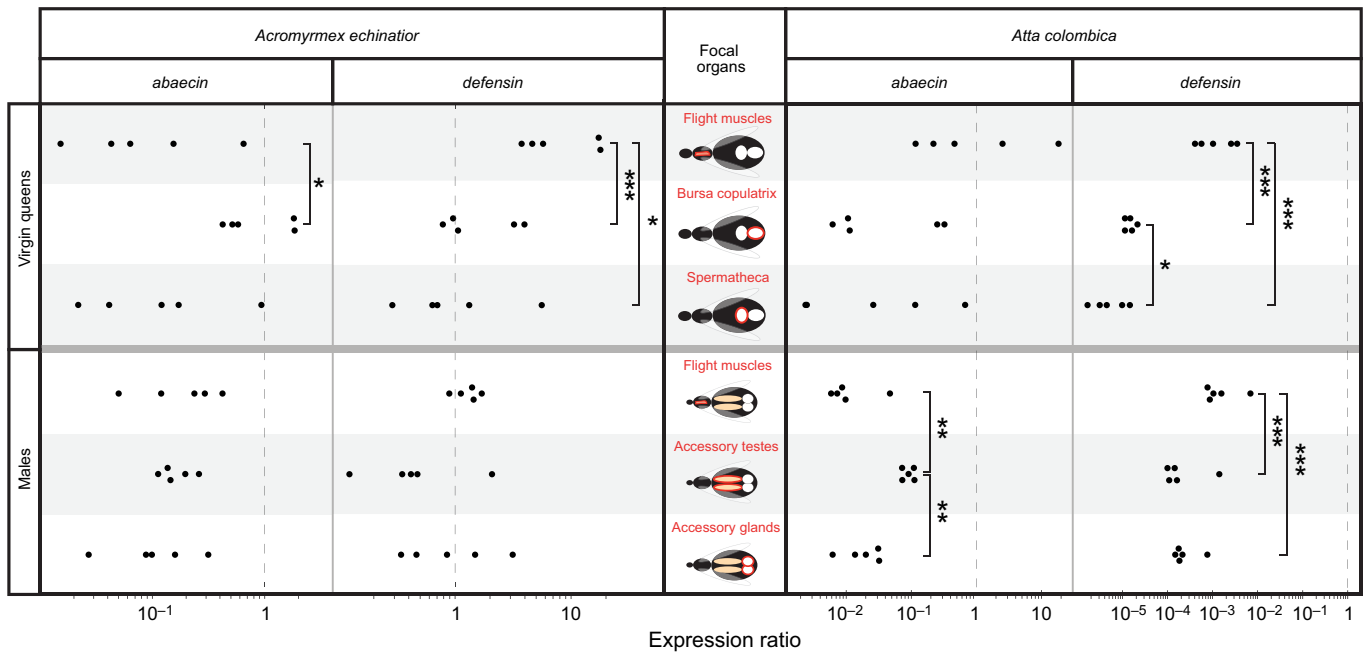 Acromyrmex echinatior
Focal
organs
Atta colombica
abaecin
defensin
abaecin
defensin
Virgin queens
Flight muscles
*
***
*
***
***
Bursa copulatrix
*
Spermatheca
Males
Flight muscles
**
***
***
Accessory testes
**
Accessory glands
10–1 1 1 10 10–2 10–1 1 10 10–5 10–4 10–3 10–2 10–1 1
Expression ratio